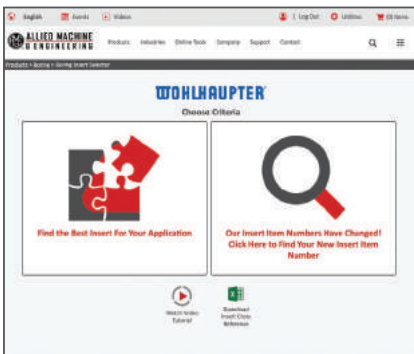 English Events Videos | Log Out Utilities (0) Items
ALLIED MACHINE
& ENGINEERING
Products Industries Online Tools Company Support Contact
Products > Boring > Boring Insert Selector
WOHLHAUPTER
Choose Criteria
Find the Best Insert For Your Application
Our Insert Item Numbers Have Changed!
Click Here to Find Your New Insert Item
Number
Watch Video
Tutorial
Download
Insert Cross
Reference